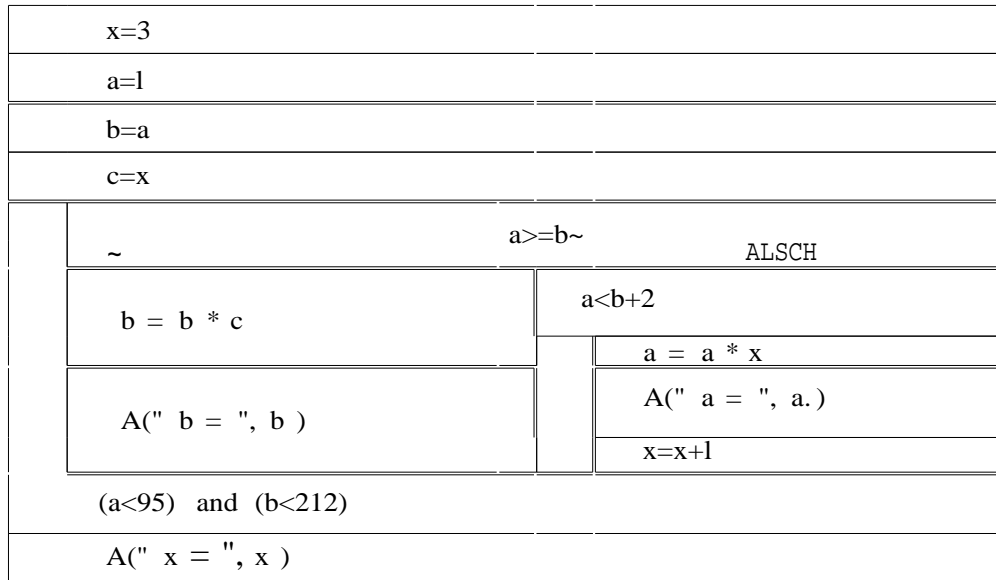 x=3
a=l
b=a
c=x
a>=b~
~ ALSCH
b = b * c
a<b+2
a = a * x
A(" b = ", b )
A(" a = ", a. )
x=x+l
(a<95) and (b<212)
A(" x = ", x )